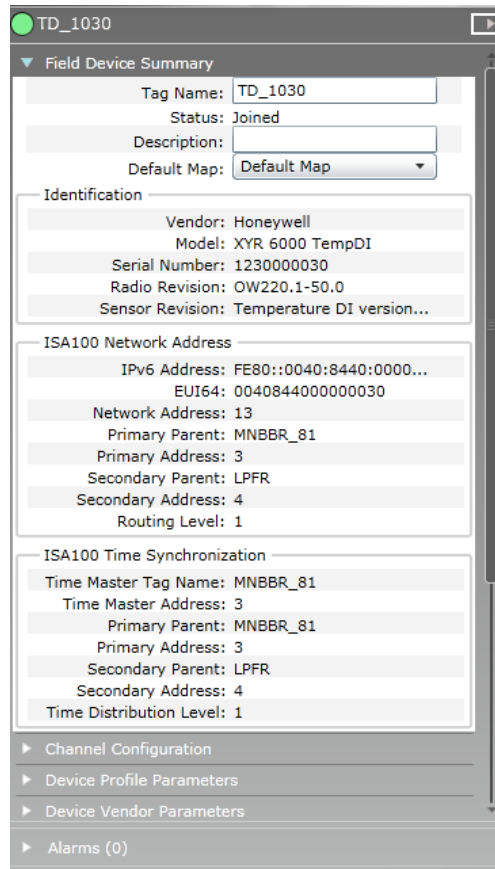 TD_1030
Field Device Summary
Tag Name: TD_1030
Status: Joined
Description:
Default Map: Default Map
Identification
Vendor: Honeywell
Model: XYR 6000 TempDI
Serial Number: 1230000030
Radio Revision: OW220.1-50.0
Sensor Revision: Temperature DI version...
ISA100 Network Address
IPv6 Address: FE80::0040:8440:0000...
EUI64: 0040844000000030
Network Address: 13
Primary Parent: MNBBR_81
Primary Address: 3
Secondary Parent: LPFR
Secondary Address: 4
Routing Level: 1
ISA100 Time Synchronization
Time Master Tag Name: MNBBR_81
Time Master Address: 3
Primary Parent: MNBBR_81
Primary Address: 3
Secondary Parent: LPFR
Secondary Address: 4
Time Distribution Level: 1
Channel Configuration
Device Profile Parameters
Device Vendor Parameters
Alarms (0)